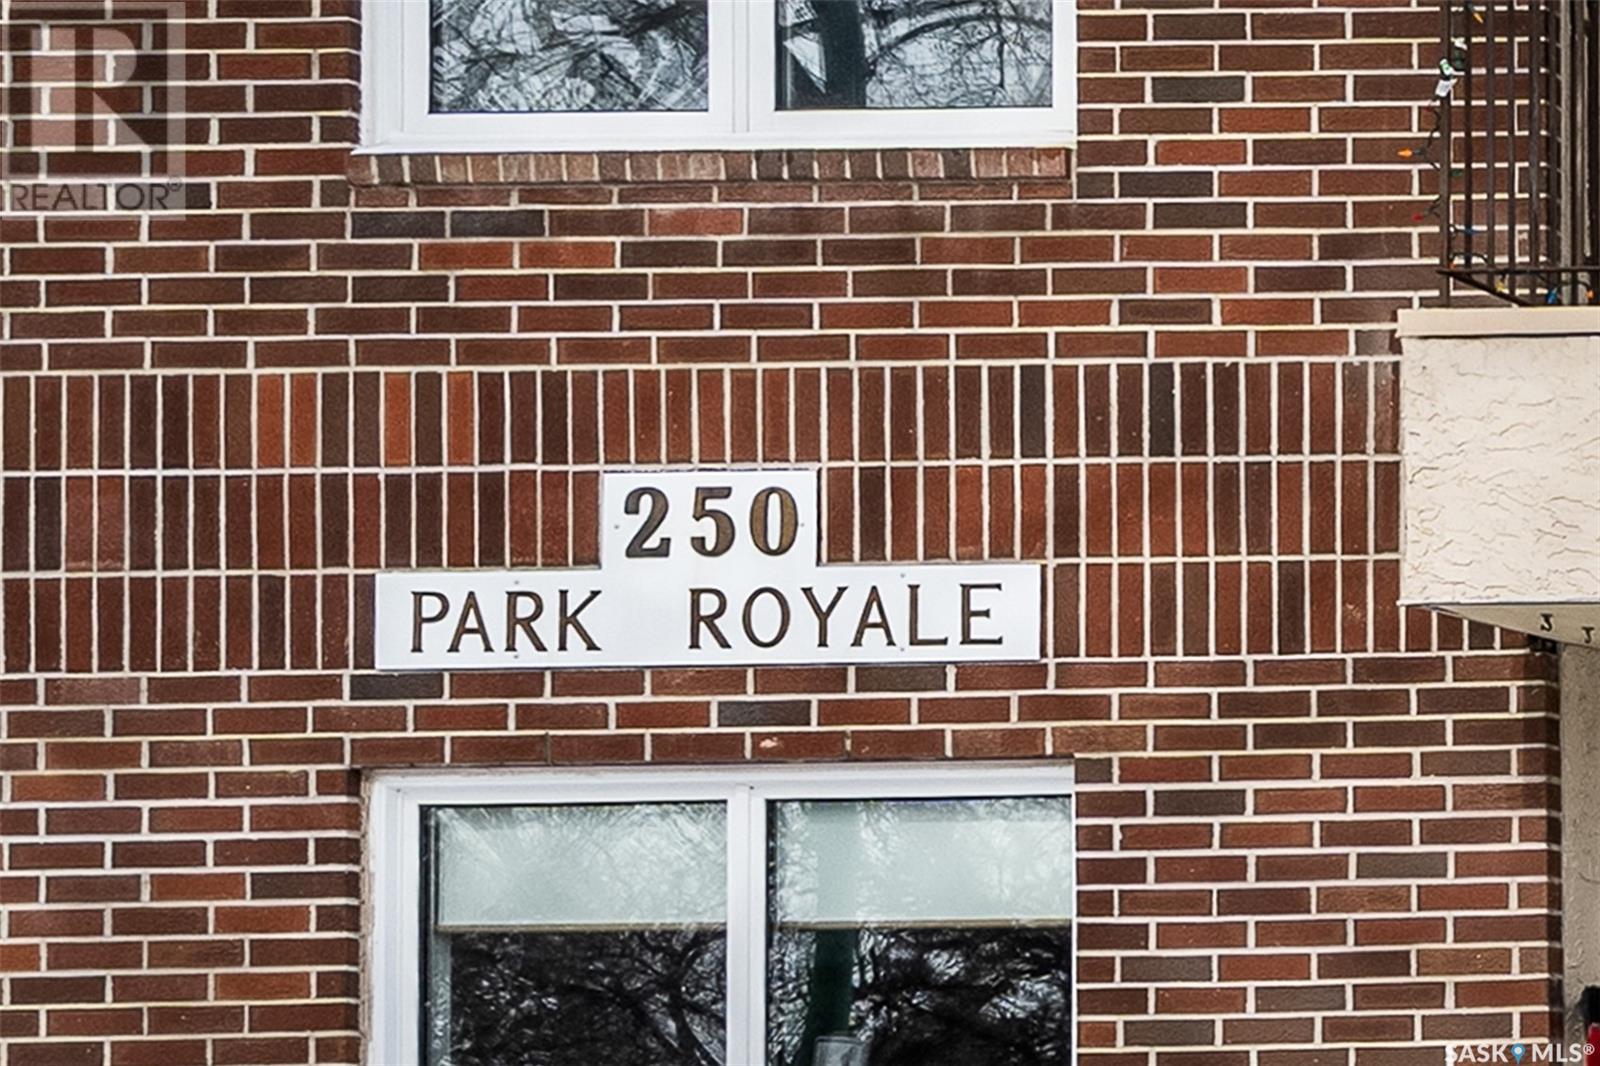 R
REALTOR®
250
PARK ROYALE
SASK MLS®